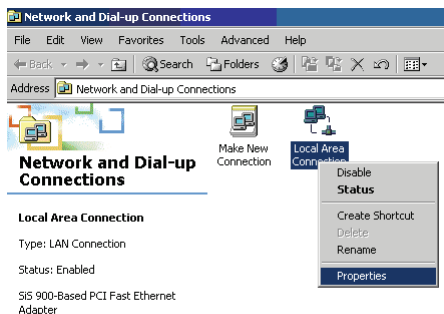 Network and Dial-up Connections
File Edit View Favorites Tools Advanced Help
Back Search Folders
Address Network and Dial-up Connections
Network and Dial-up
Connections
Local Area Connection
Type: LAN Connection
Status: Enabled
SiS 900-Based PCI Fast Ethernet
Adapter
Make New
Connection
Local Area
Connection
Disable
Status
Create Shortcut
Delete
Rename
Properties